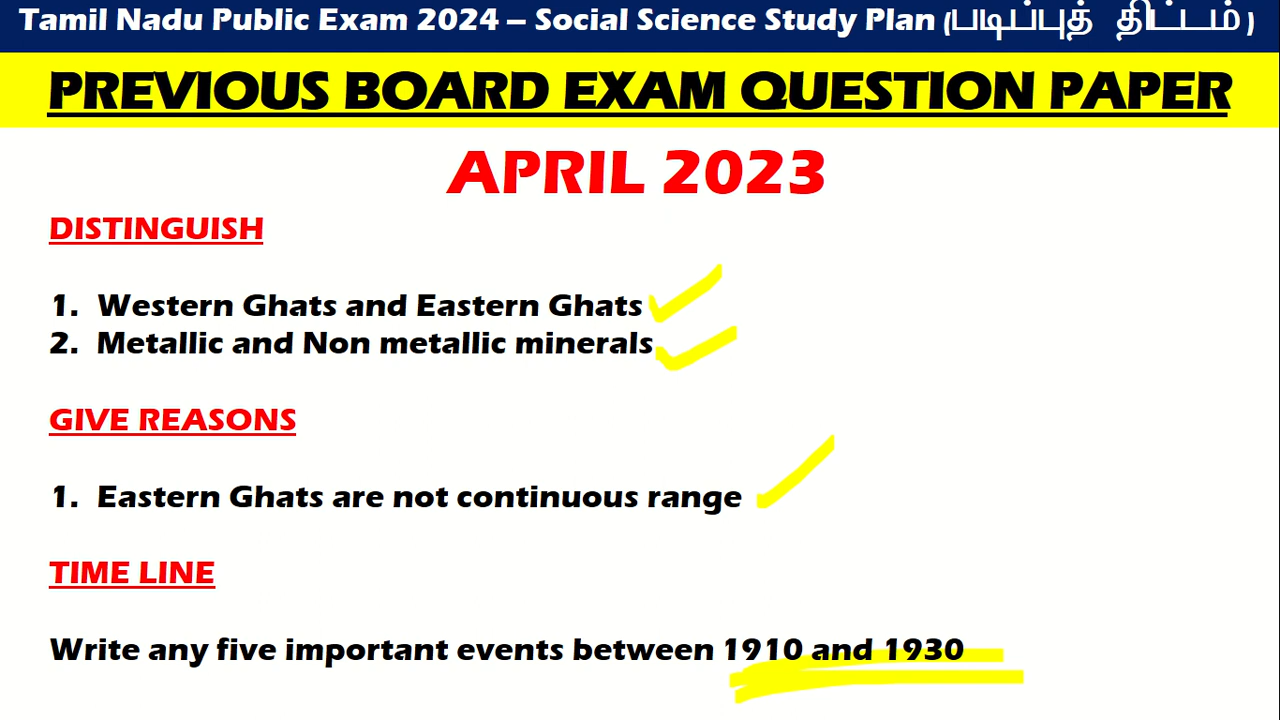 Tamil Nadu Public Exam 2024 – Social Science Study Plan (படிப்புத் திட்டம்)
PREVIOUS BOARD EXAM QUESTION PAPER
APRIL 2023
DISTINGUISH
1. Western Ghats and Eastern Ghats
2. Metallic and Non metallic minerals
GIVE REASONS
1. Eastern Ghats are not continuous range
TIME LINE
Write any five important events between 1910 and 1930